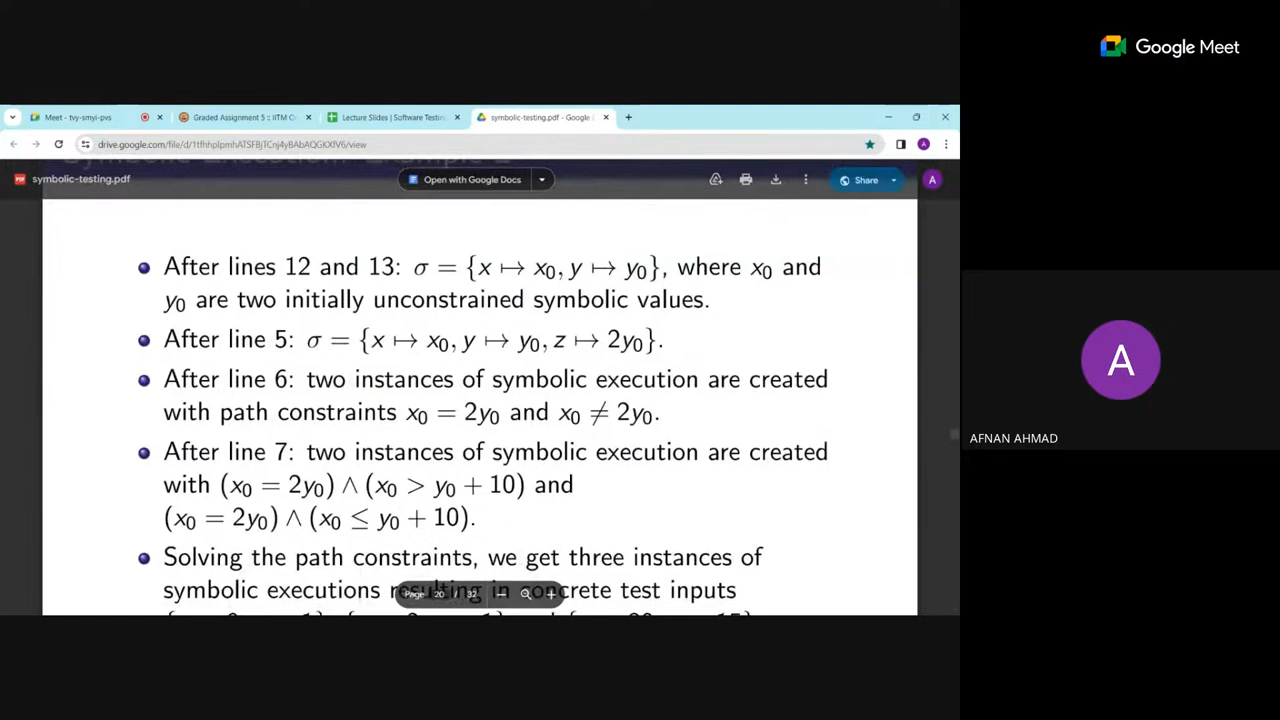 Google Meet
Meet - tvy-smyi-pvs
Graded Assignment 5 :: IITM O
Lecture Slides | Software Testin
symbolic-testing.pdf - Google
drive.google.com/file/d/1tfhhplpmhATSFBjTCnj4yBAbAQGKXIV6/view
symbolic-testing.pdf
Open with Google Docs
Share
A
After lines 12 and 13: σ = {x ↦ x₀, y ↦ y₀}, where x₀ and
y₀ are two initially unconstrained symbolic values.
After line 5: σ = {x ↦ x₀, y ↦ y₀, z ↦ 2y₀}.
After line 6: two instances of symbolic execution are created
with path constraints x₀ = 2y₀ and x₀ ≠ 2y₀.
After line 7: two instances of symbolic execution are created
with (x₀ = 2y₀) ∧ (x₀ > y₀ + 10) and
(x₀ = 2y₀) ∧ (x₀ ≤ y₀ + 10).
Solving the path constraints, we get three instances of
symbolic executions resulting in concrete test inputs
Page 20 / 32
A
AFNAN AHMAD